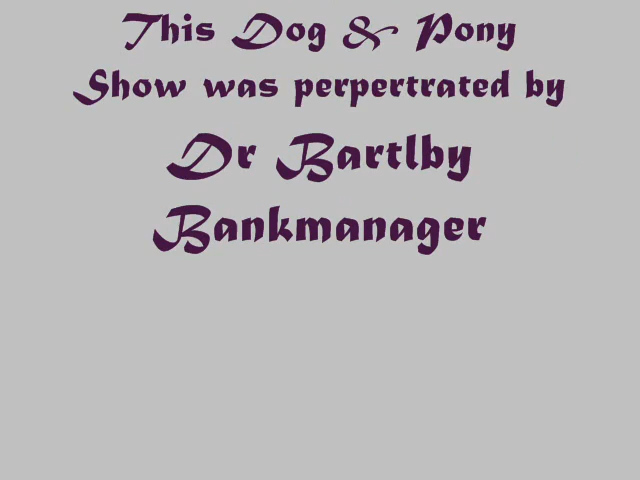 This Dog & Pony
Show was perpertrated by
Dr Bartlby
Bankmanager